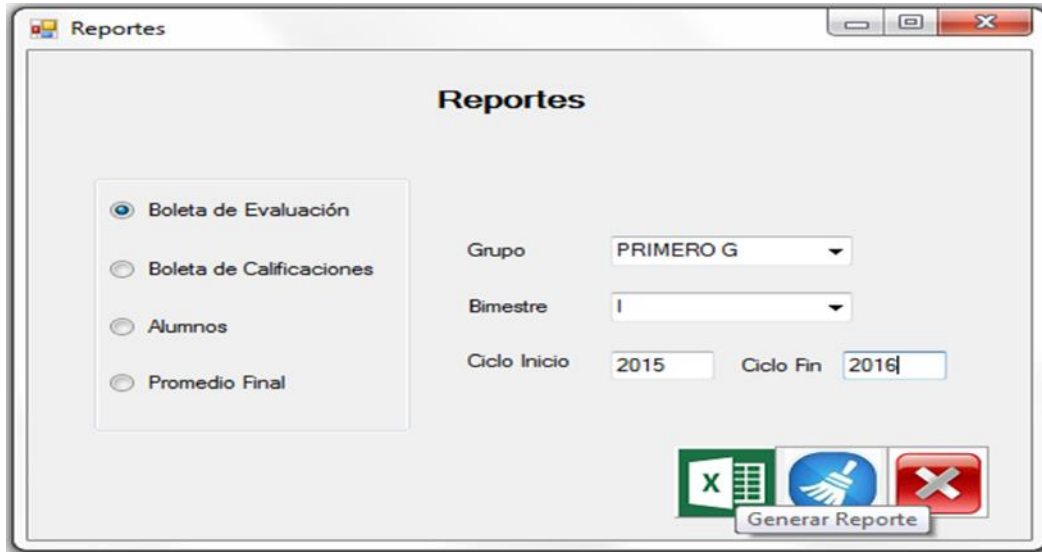 Reportes
Reportes
Boleta de Evaluación
Boleta de Calificaciones
Alumnos
Promedio Final
Grupo PRIMERO G
Bimestre I
Ciclo Inicio 2015 Ciclo Fin 2016
X
Generar Reporte